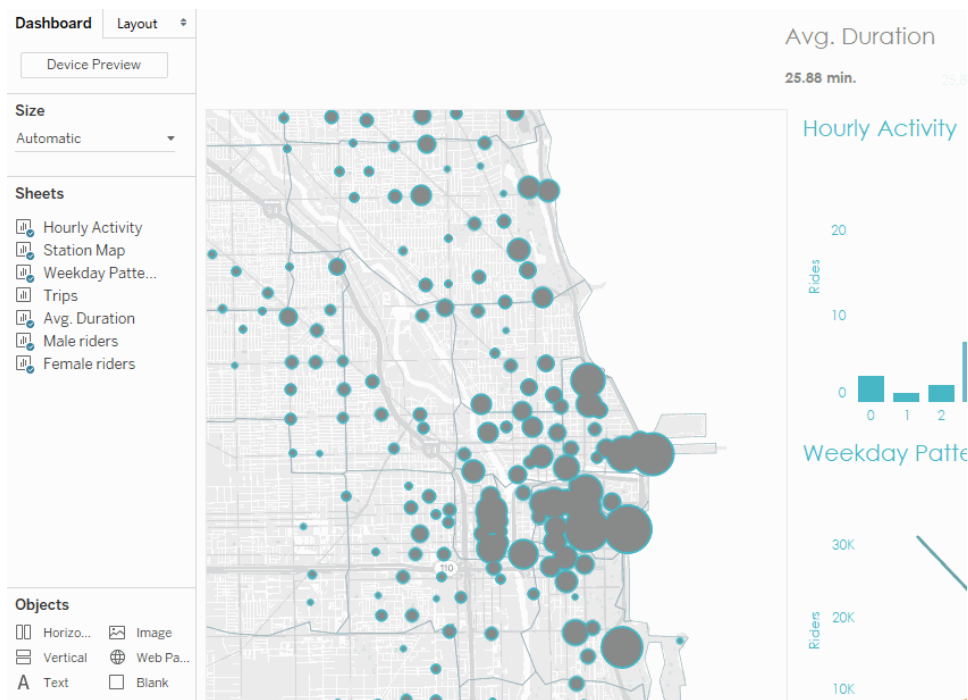 Dashboard Layout
Device Preview
Size
Automatic
Sheets
Hourly Activity
Station Map
Weekday Patte...
Trips
Avg. Duration
Male riders
Female riders
Objects
Horizo... Image
Vertical Web Pa...
A Text Blank
110
Avg. Duration
25.88 min.
Hourly Activity
20
10
0
Rides
0 1 2
Weekday Patte
30K
20K
10K
Riders